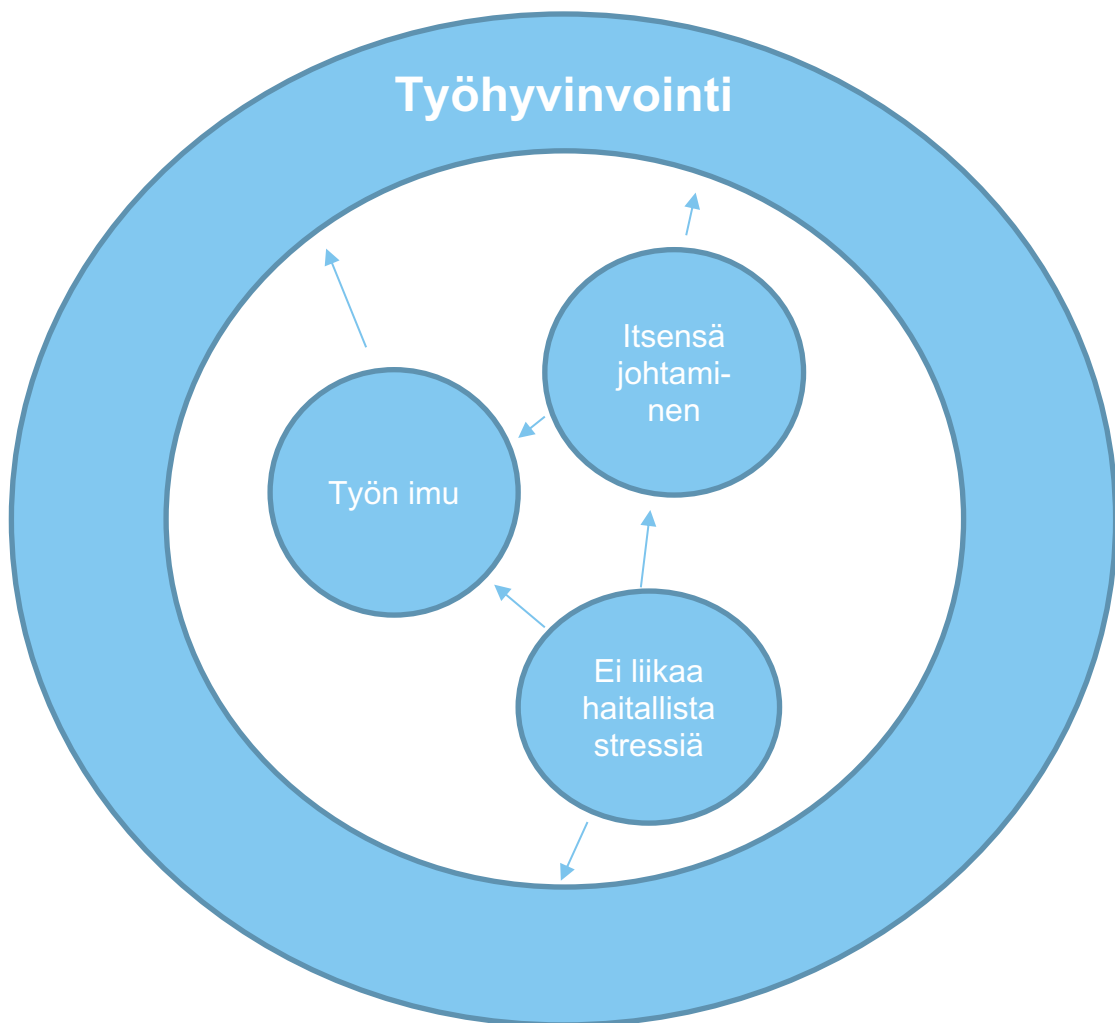 Työhyvinvointi
Itsensä
johtami-
nen
Työn imu
Ei liikaa
haitallista
stressiä